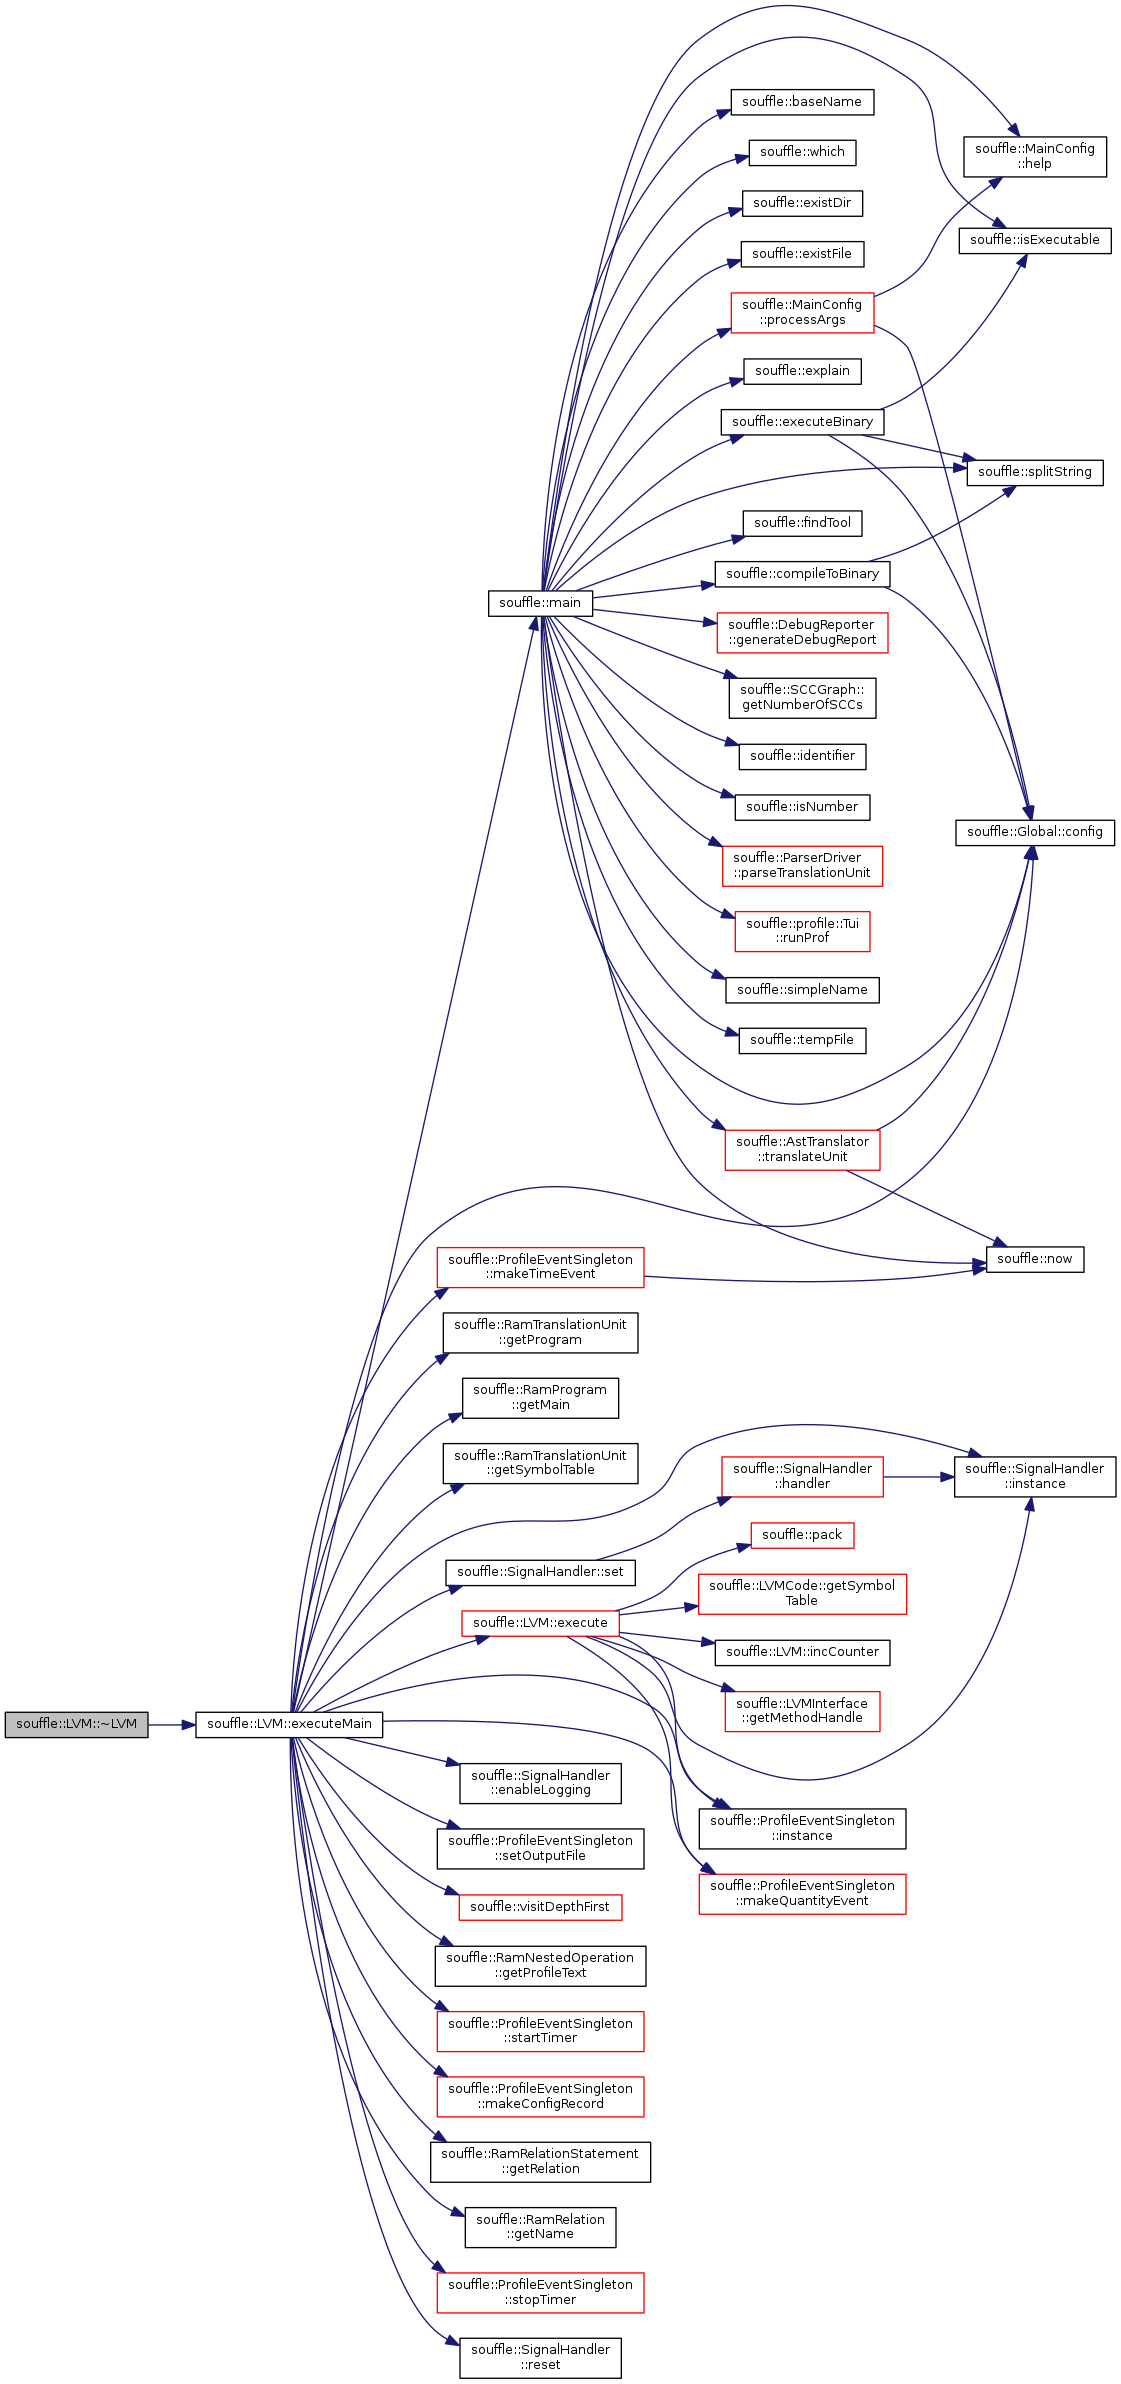 souffle::baseName
souffle::MainConfig
::help
souffle::which
souffle::existDir
souffle::isExecutable
souffle::existFile
souffle::MainConfig
::processArgs
souffle::explain
souffle::executeBinary
souffle::splitString
souffle::findTool
souffle::compileToBinary
souffle::main
souffle::DebugReporter
::generateDebugReport
souffle::SCCGraph::
getNumberOfSCCs
souffle::identifier
souffle::isNumber
souffle::Global::config
souffle::ParserDriver
::parseTranslationUnit
souffle::profile::Tui
::runProf
souffle::simpleName
souffle::tempFile
souffle::AstTranslator
::translateUnit
souffle::now
souffle::ProfileEventSingleton
::makeTimeEvent
souffle::RamTranslationUnit
::getProgram
souffle::RamProgram
::getMain
souffle::RamTranslationUnit
::getSymbolTable
souffle::SignalHandler
::handler
souffle::SignalHandler
::instance
souffle::pack
souffle::SignalHandler::set
souffle::LVMCode::getSymbol
Table
souffle::LVM::execute
souffle::LVM::incCounter
souffle::LVMInterface
::getMethodHandle
souffle::LVM::~LVM
souffle::LVM::executeMain
souffle::SignalHandler
::enableLogging
souffle::ProfileEventSingleton
::instance
souffle::ProfileEventSingleton
::setOutputFile
souffle::ProfileEventSingleton
::makeQuantityEvent
souffle::visitDepthFirst
souffle::RamNestedOperation
::getProfileText
souffle::ProfileEventSingleton
::startTimer
souffle::ProfileEventSingleton
::makeConfigRecord
souffle::RamRelationStatement
::getRelation
souffle::RamRelation
::getName
souffle::ProfileEventSingleton
::stopTimer
souffle::SignalHandler
::reset